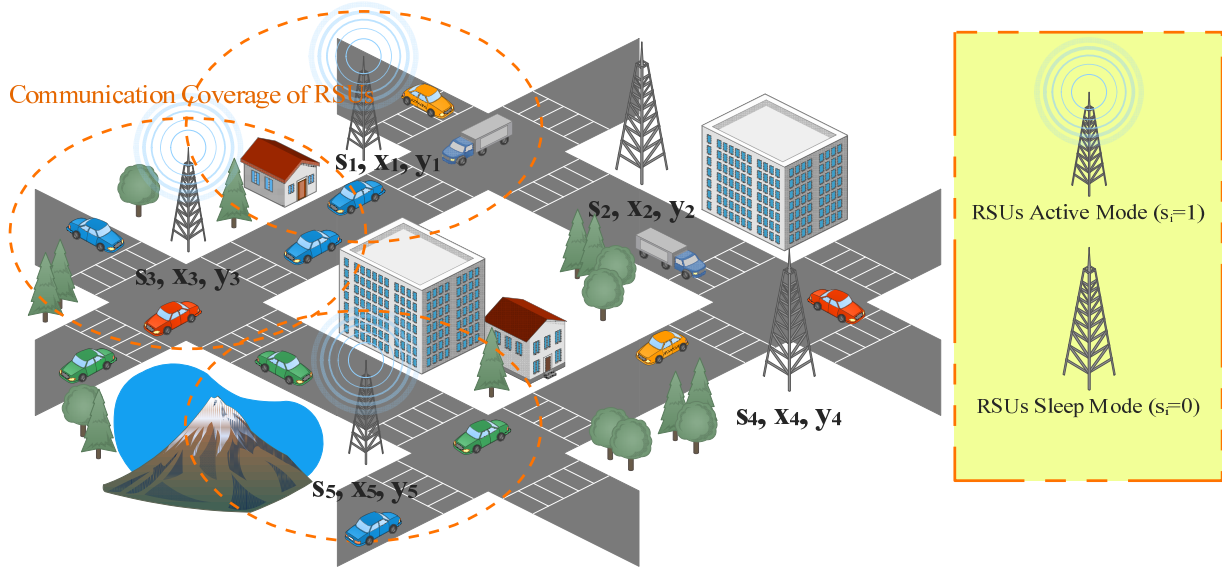 Communication Coverage of RSUs
s₁, x₁, y₁
s₂, x₂, y₂
s₃, x₃, y₃
s₄, x₄, y₄
s₅, x₅, y₅
RSUs Active Mode (sᵢ=1)
RSUs Sleep Mode (sᵢ=0)